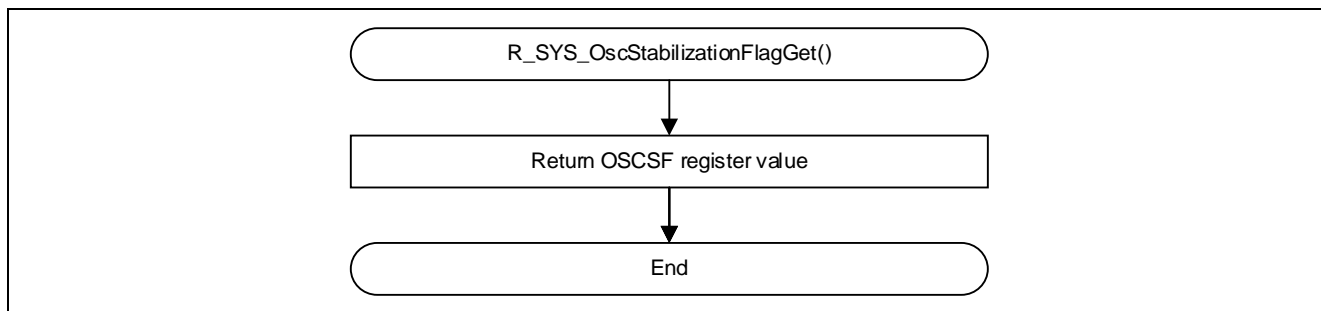 R_SYS_OscStabilizationFlagGet()
Return OSCSF register value
End